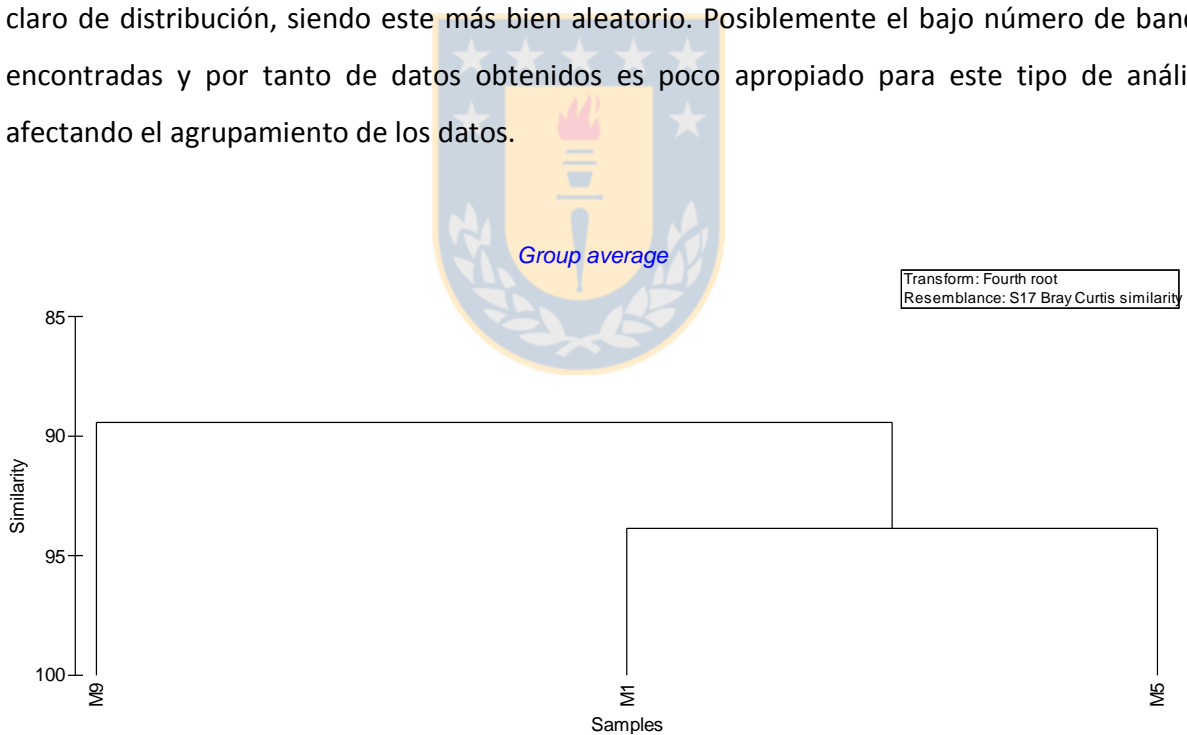 claro de distribución, siendo este más bien aleatorio. Posiblemente el bajo número de
encontradas y por tanto de datos obtenidos es poco apropiado para este tipo de
afectando el agrupamiento de los datos.
Group average
Transform: Fourth root
Resemblance: S17 Bray Curtis similarity
85
90
95
100
Similarity
M9
M1
M5
Samples